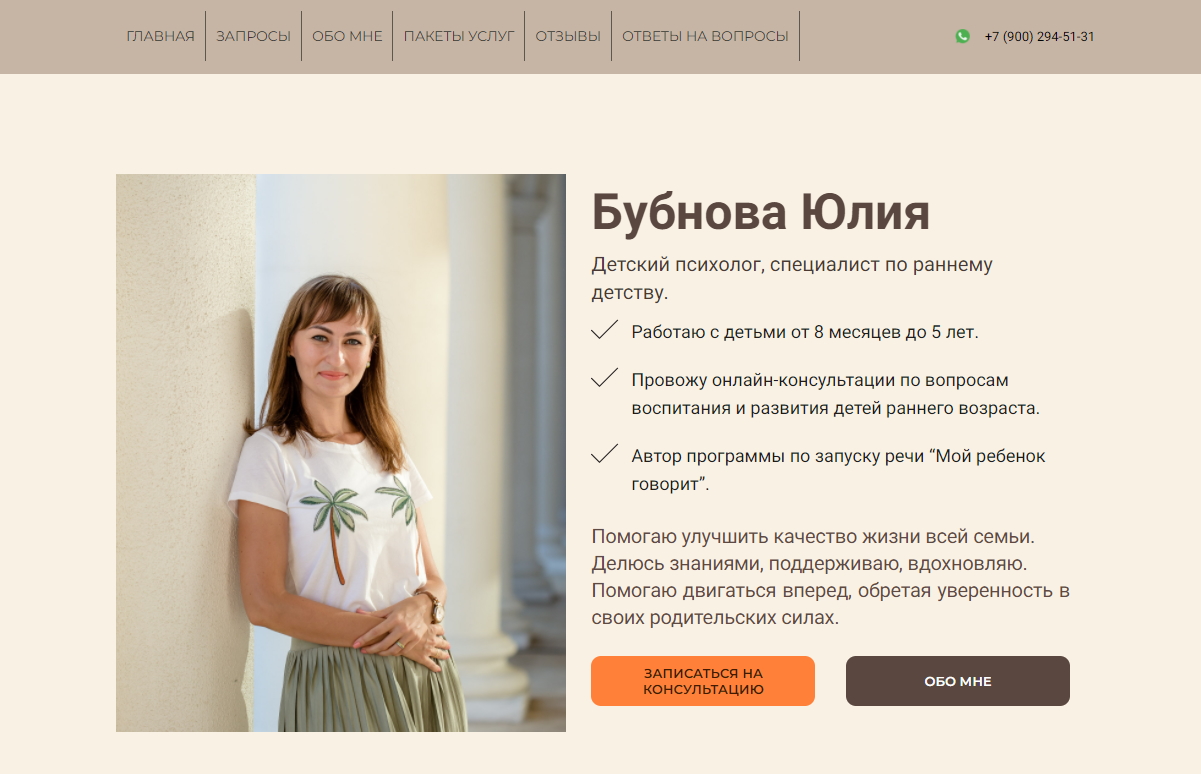 ГЛАВНАЯ ЗАПРОСЫ ОБО МНЕ ПАКЕТЫ УСЛУГ ОТЗЫВЫ ОТВЕТЫ НА ВОПРОСЫ +7 (900) 294-51-31
Бубнова Юлия
Детский психолог, специалист по раннему
детству.
Работаю с детьми от 8 месяцев до 5 лет.
Провожу онлайн-консультации по вопросам
воспитания и развития детей раннего возраста.
Автор программы по запуску речи “Мой ребенок
говорит”.
Помогаю улучшить качество жизни всей семьи.
Делюсь знаниями, поддерживаю, вдохновляю.
Помогаю двигаться вперед, обретая уверенность в
своих родительских силах.
ЗАПИСАТЬСЯ НА
КОНСУЛЬТАЦИЮ
ОБО МНЕ